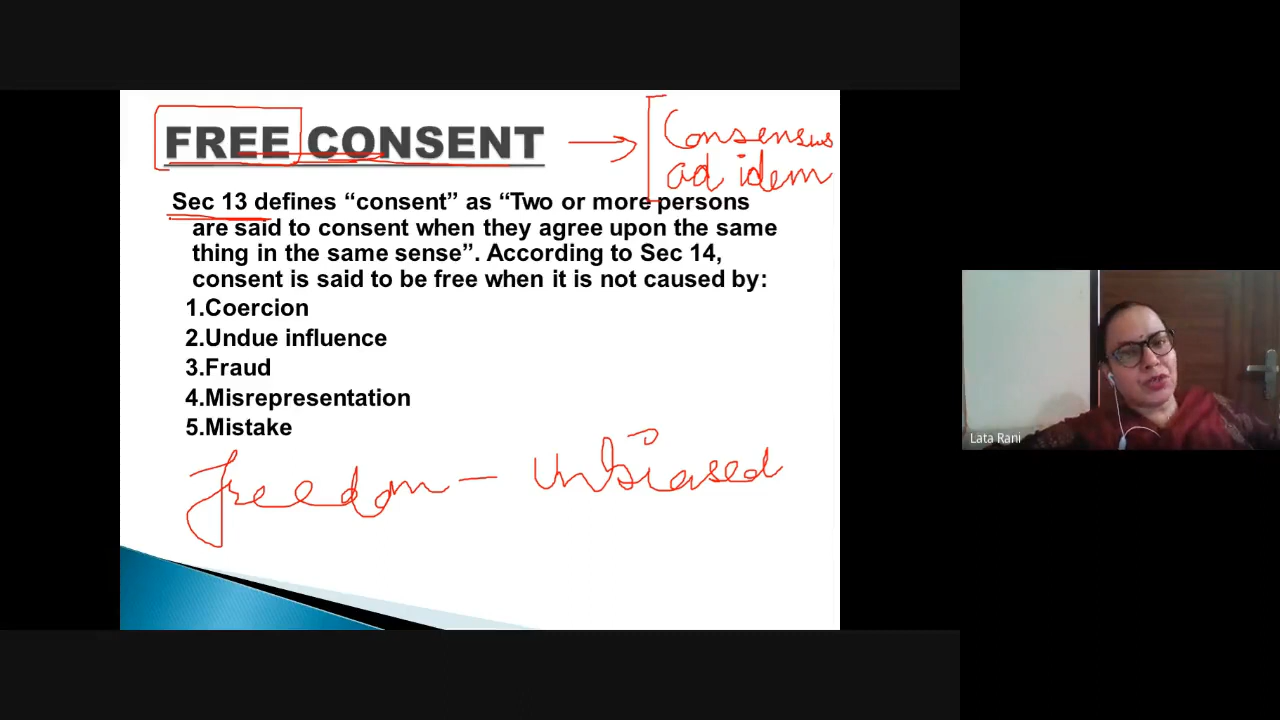 FREE CONSENT → Consensus
ad idem
Sec 13 defines “consent” as “Two or more persons
are said to consent when they agree upon the same
thing in the same sense”. According to Sec 14,
consent is said to be free when it is not caused by:
1.Coercion
2.Undue influence
3.Fraud
4.Misrepresentation
5.Mistake
Freedom — Unbiased
Lata Rani